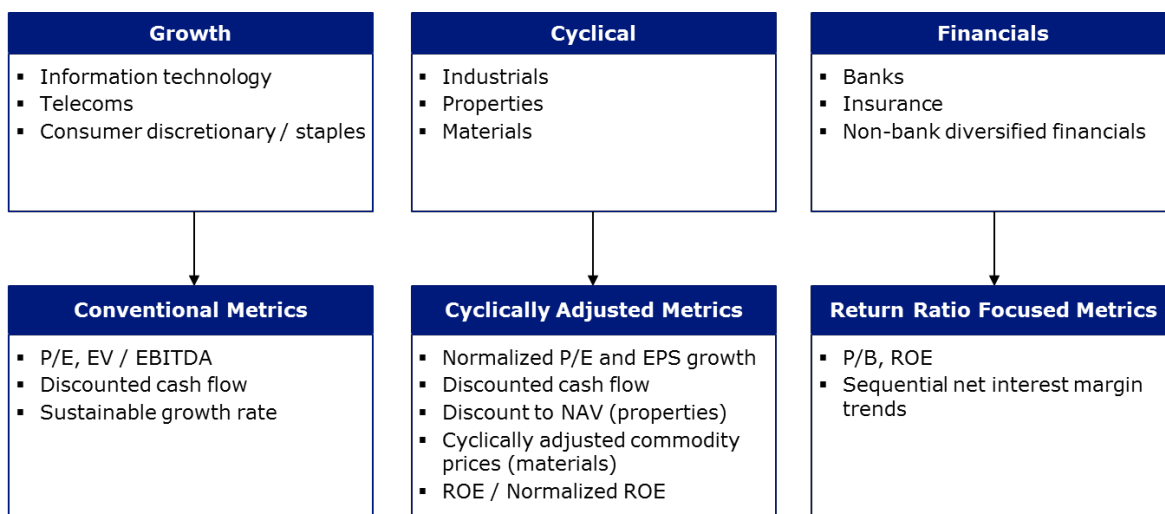 Growth
▪ Information technology
▪ Telecoms
▪ Consumer discretionary / staples
Cyclical
▪ Industrials
▪ Properties
▪ Materials
Financials
▪ Banks
▪ Insurance
▪ Non-bank diversified financials
Conventional Metrics
▪ P/E, EV / EBITDA
▪ Discounted cash flow
▪ Sustainable growth rate
Cyclically Adjusted Metrics
▪ Normalized P/E and EPS growth
▪ Discounted cash flow
▪ Discount to NAV (properties)
▪ Cyclically adjusted commodity
prices (materials)
▪ ROE / Normalized ROE
Return Ratio Focused Metrics
▪ P/B, ROE
▪ Sequential net interest margin
trends